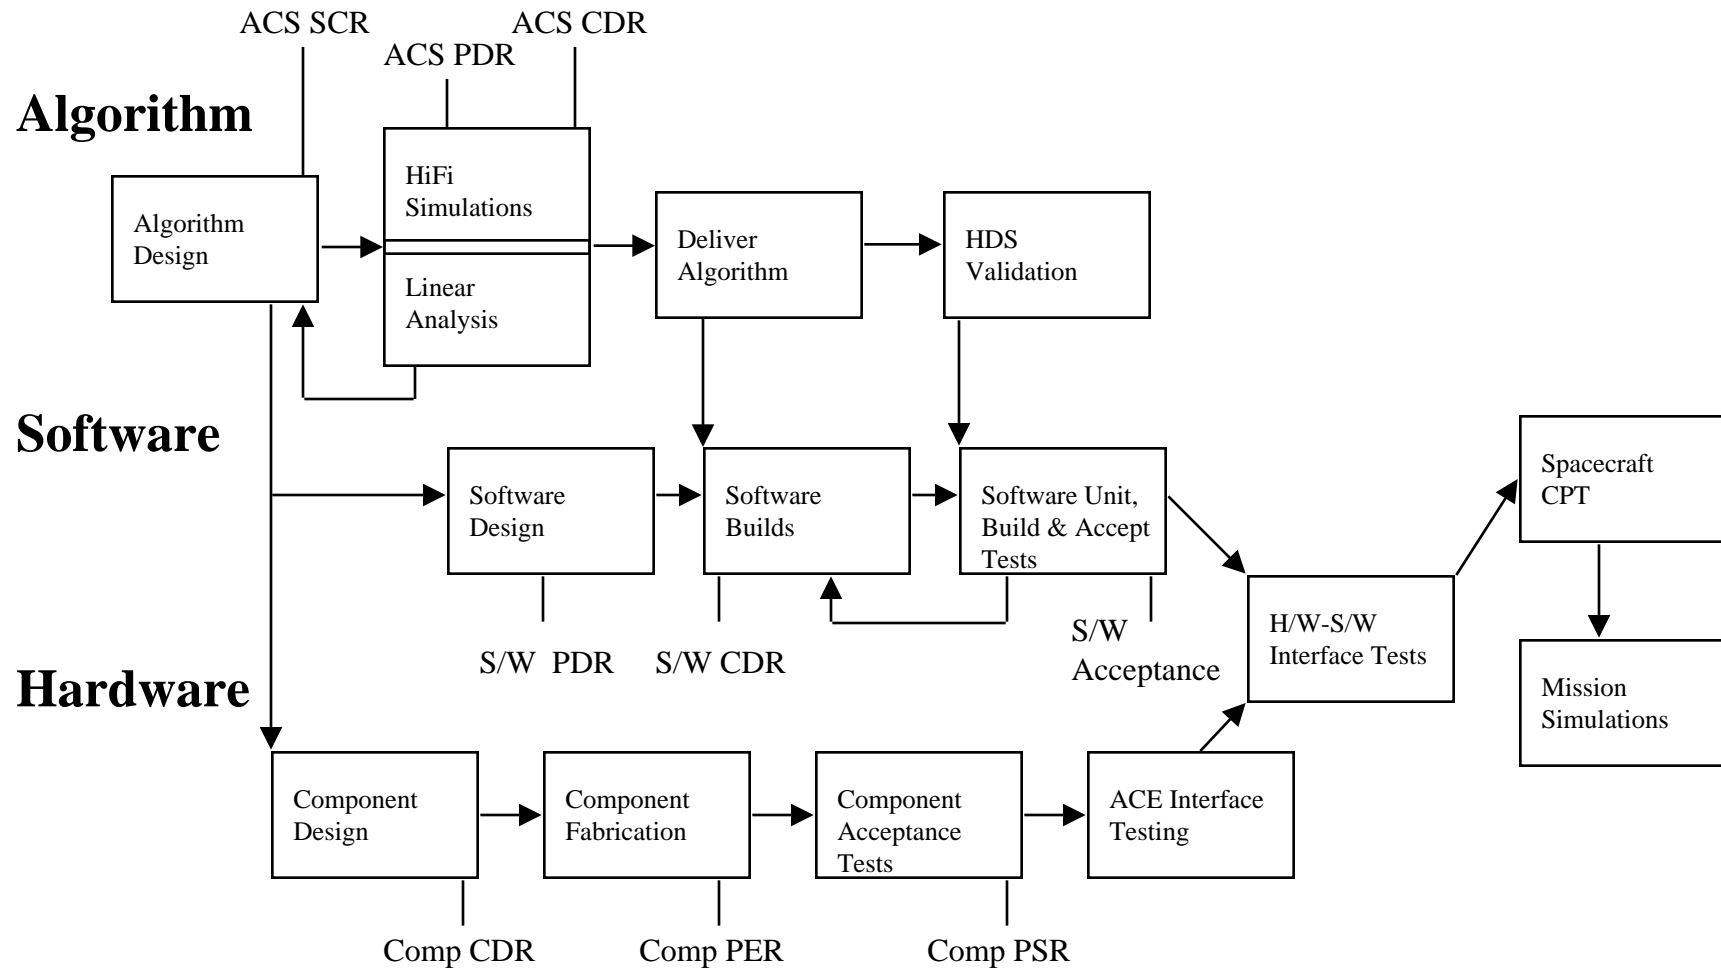 ACS SCR
ACS CDR
ACS PDR
Algorithm
HiFi
Simulations
Algorithm
Design
Linear
Analysis
Deliver
Algorithm
HDS
Validation
Software
Software
Design
Software
Builds
Software Unit,
Build & Accept
Tests
Spacecraft
CPT
S/W PDR
S/W CDR
S/W
Acceptance
H/W-S/W
Interface Tests
Mission
Simulations
Hardware
Component
Design
Component
Fabrication
Component
Acceptance
Tests
ACE Interface
Testing
Comp CDR
Comp PER
Comp PSR